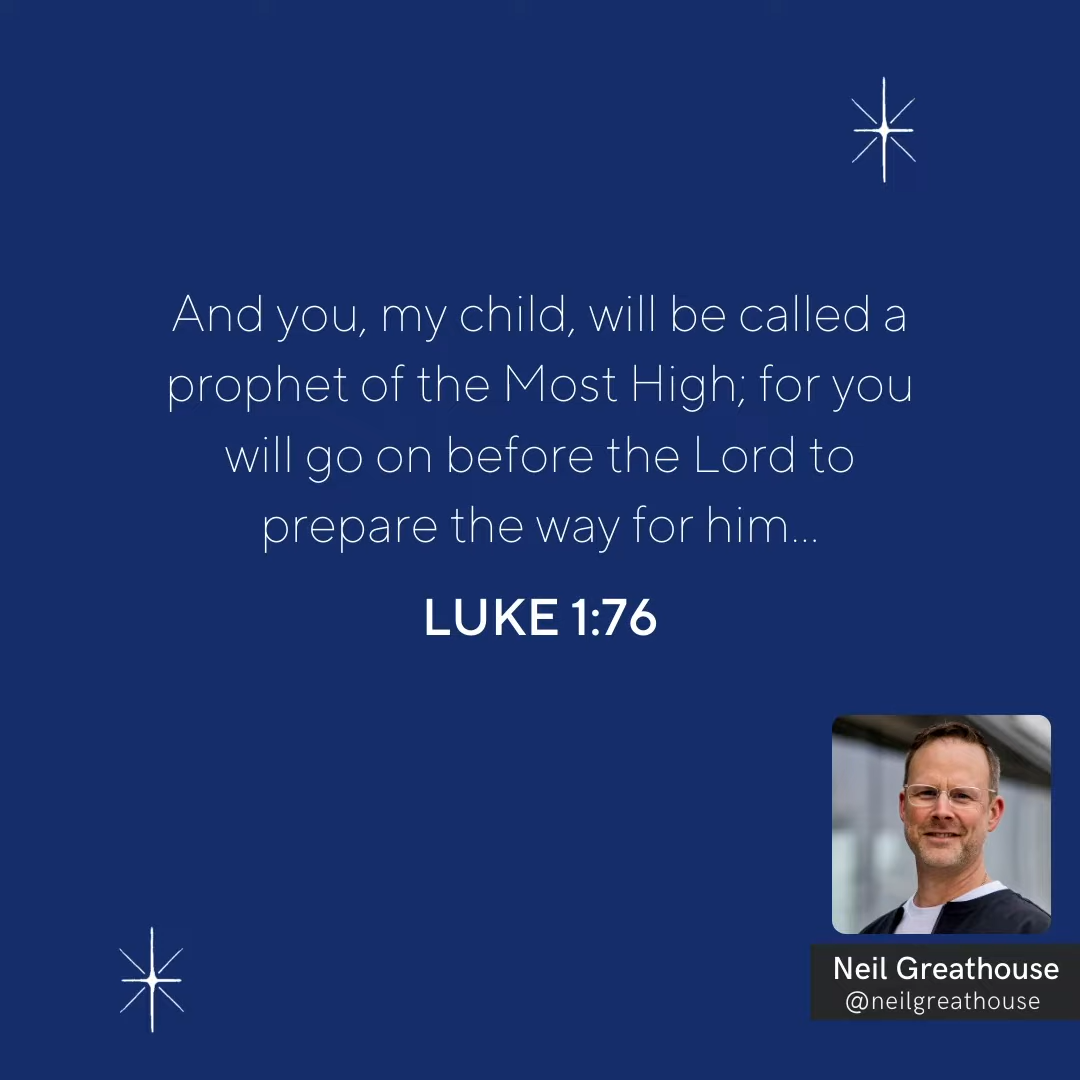 And you, my child, will be called a
prophet of the Most High; for you
will go on before the Lord to
prepare the way for him...
LUKE 1:76
Neil Greathouse
@neilgreathouse